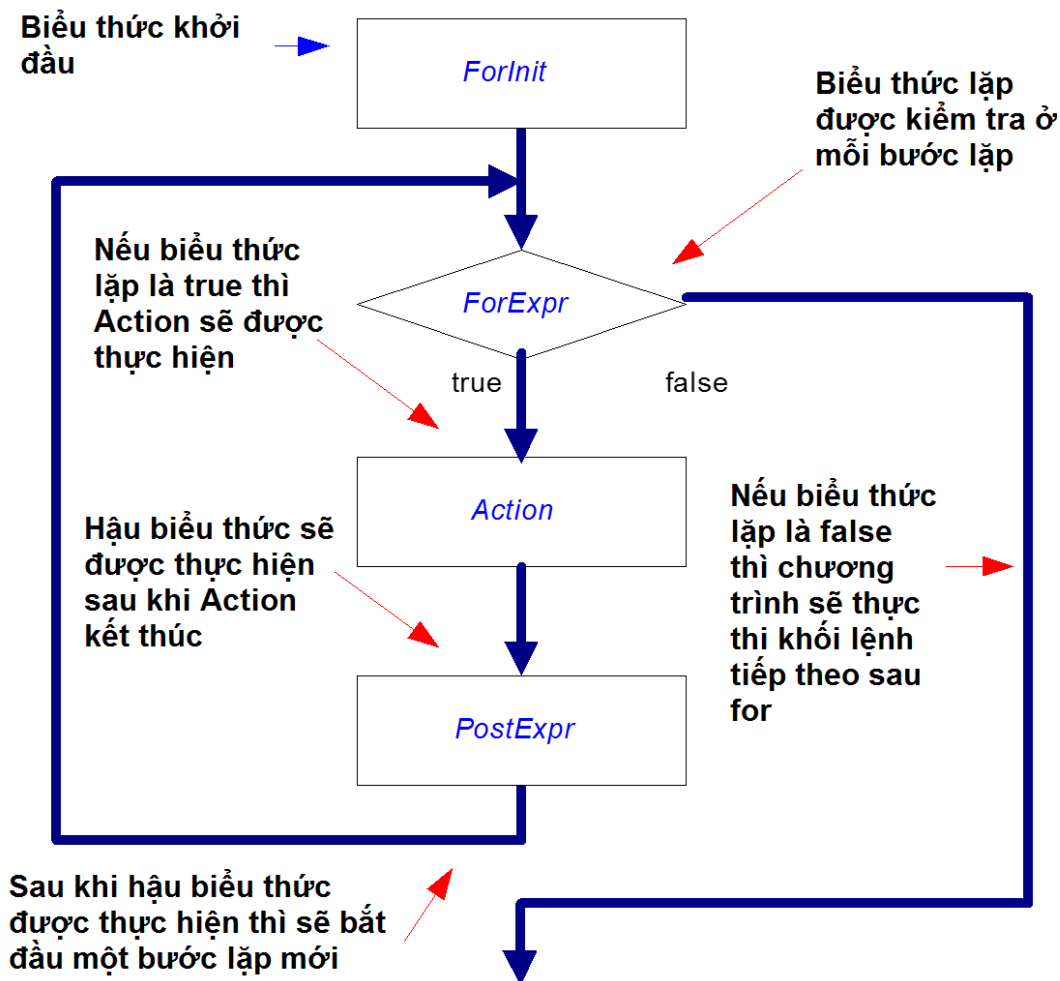 Biểu thức khởi
đầu
ForInit
Biểu thức lặp
được kiểm tra ở
mỗi bước lặp
Nếu biểu thức
lặp là true thì
Action sẽ được
thực hiện
ForExpr
true
false
Action
Hậu biểu thức sẽ
được thực hiện
sau khi Action
kết thúc
Nếu biểu thức
lặp là false
thì chương
trình sẽ thực
thi khối lệnh
tiếp theo sau
for
PostExpr
Sau khi hậu biểu thức
được thực hiện thì sẽ bắt
đầu một bước lặp mới